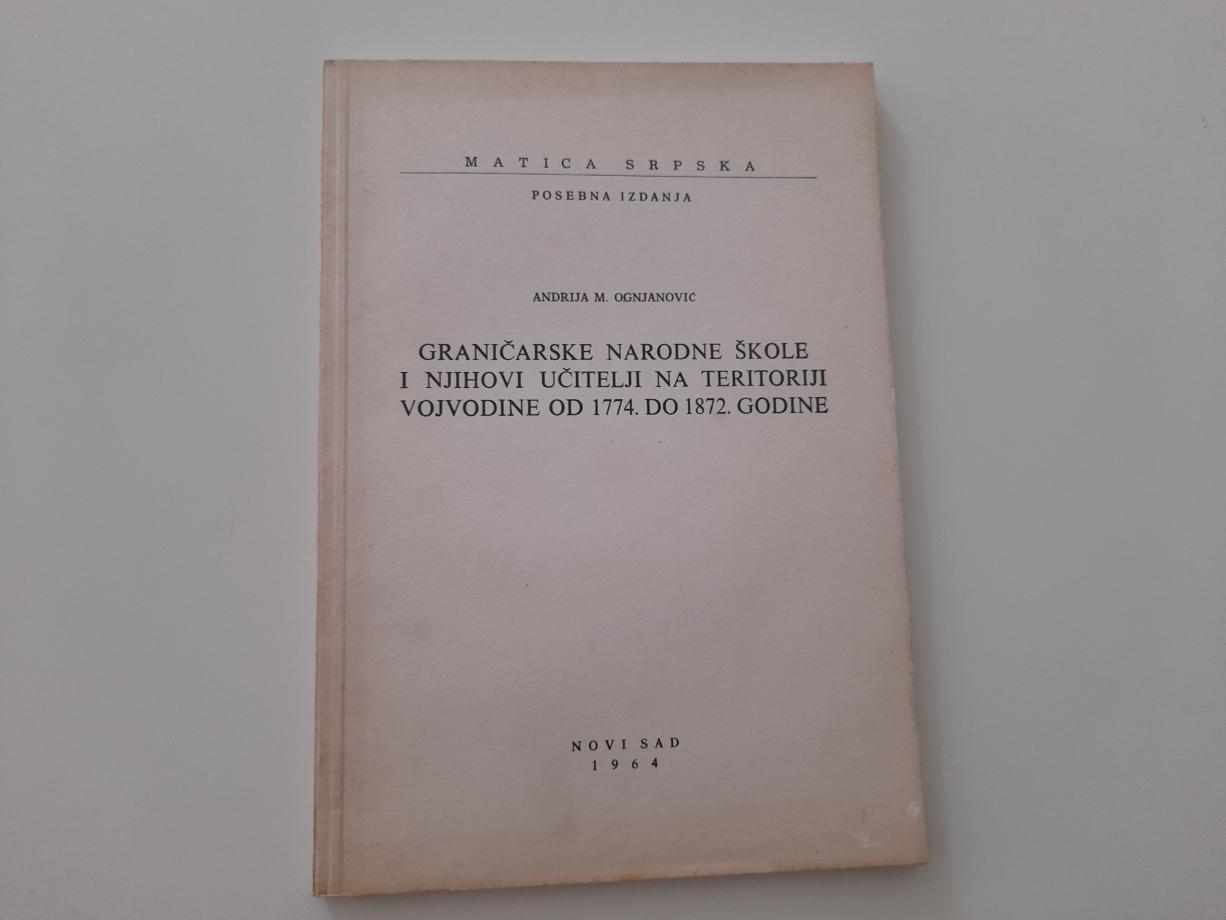 MATICA SRPSKA
POSEBNA IZDANJA
ANDRIJA M. OGNJANOVIĆ
GRANIČARSKE NARODNE ŠKOLE
I NJIHOVI UČITELJI NA TERITORIJI
VOJVODINE OD 1774. DO 1872. GODINE
NOVI SAD
1964